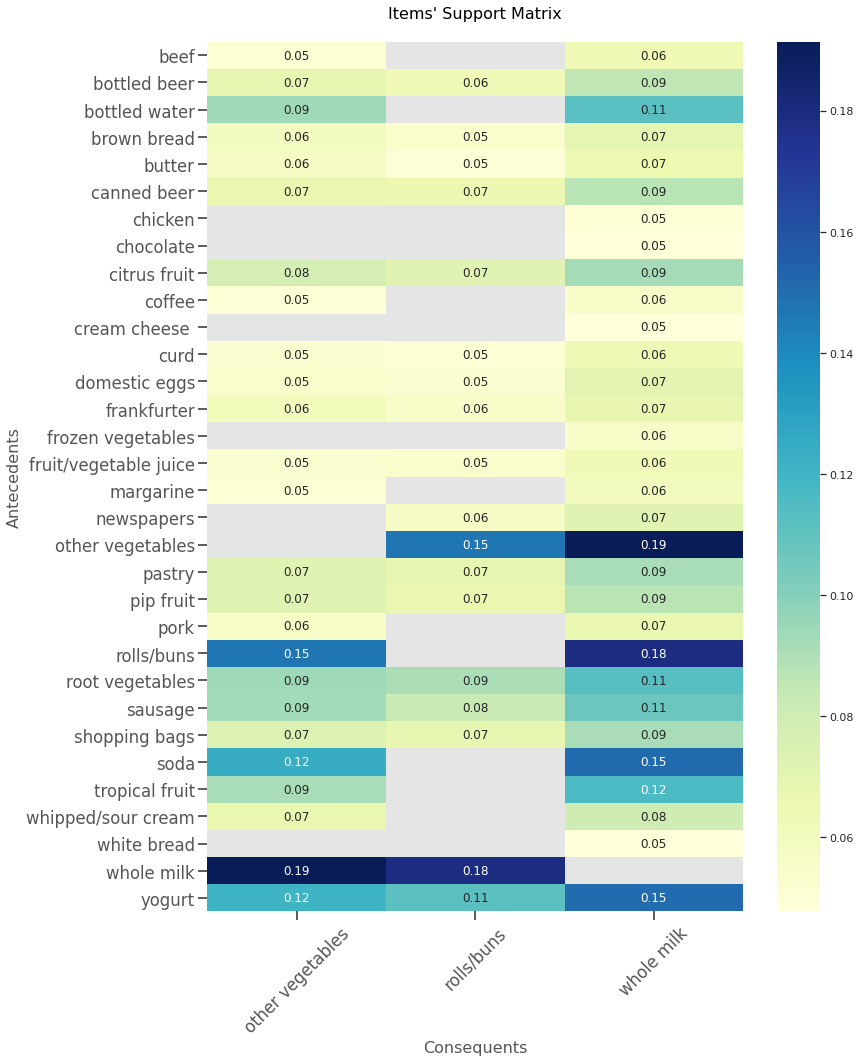 Items' Support Matrix
beef 0.05 0.06
bottled beer 0.07 0.06 0.09
bottled water 0.09 0.11
brown bread 0.06 0.05 0.07
butter 0.06 0.05 0.07
canned beer 0.07 0.07 0.09
chicken 0.05
chocolate 0.05
citrus fruit 0.08 0.07 0.09
coffee 0.05 0.06
cream cheese 0.05
curd 0.05 0.05 0.06
domestic eggs 0.05 0.05 0.07
frankfurter 0.06 0.06 0.07
frozen vegetables 0.06
fruit/vegetable juice 0.05 0.05 0.06
margarine 0.05 0.06
newspapers 0.06 0.07
other vegetables 0.15 0.19
pastry 0.07 0.07 0.09
pip fruit 0.07 0.07 0.09
pork 0.06 0.07
rolls/buns 0.15 0.18
root vegetables 0.09 0.09 0.11
sausage 0.09 0.08 0.11
shopping bags 0.07 0.07 0.09
soda 0.12 0.15
tropical fruit 0.09 0.12
whipped/sour cream 0.07 0.08
white bread 0.05
whole milk 0.19 0.18
yogurt 0.12 0.11 0.15
Antecedents
other vegetables rolls/buns whole milk
Consequents
0.18
0.16
0.14
0.12
0.10
0.08
0.06